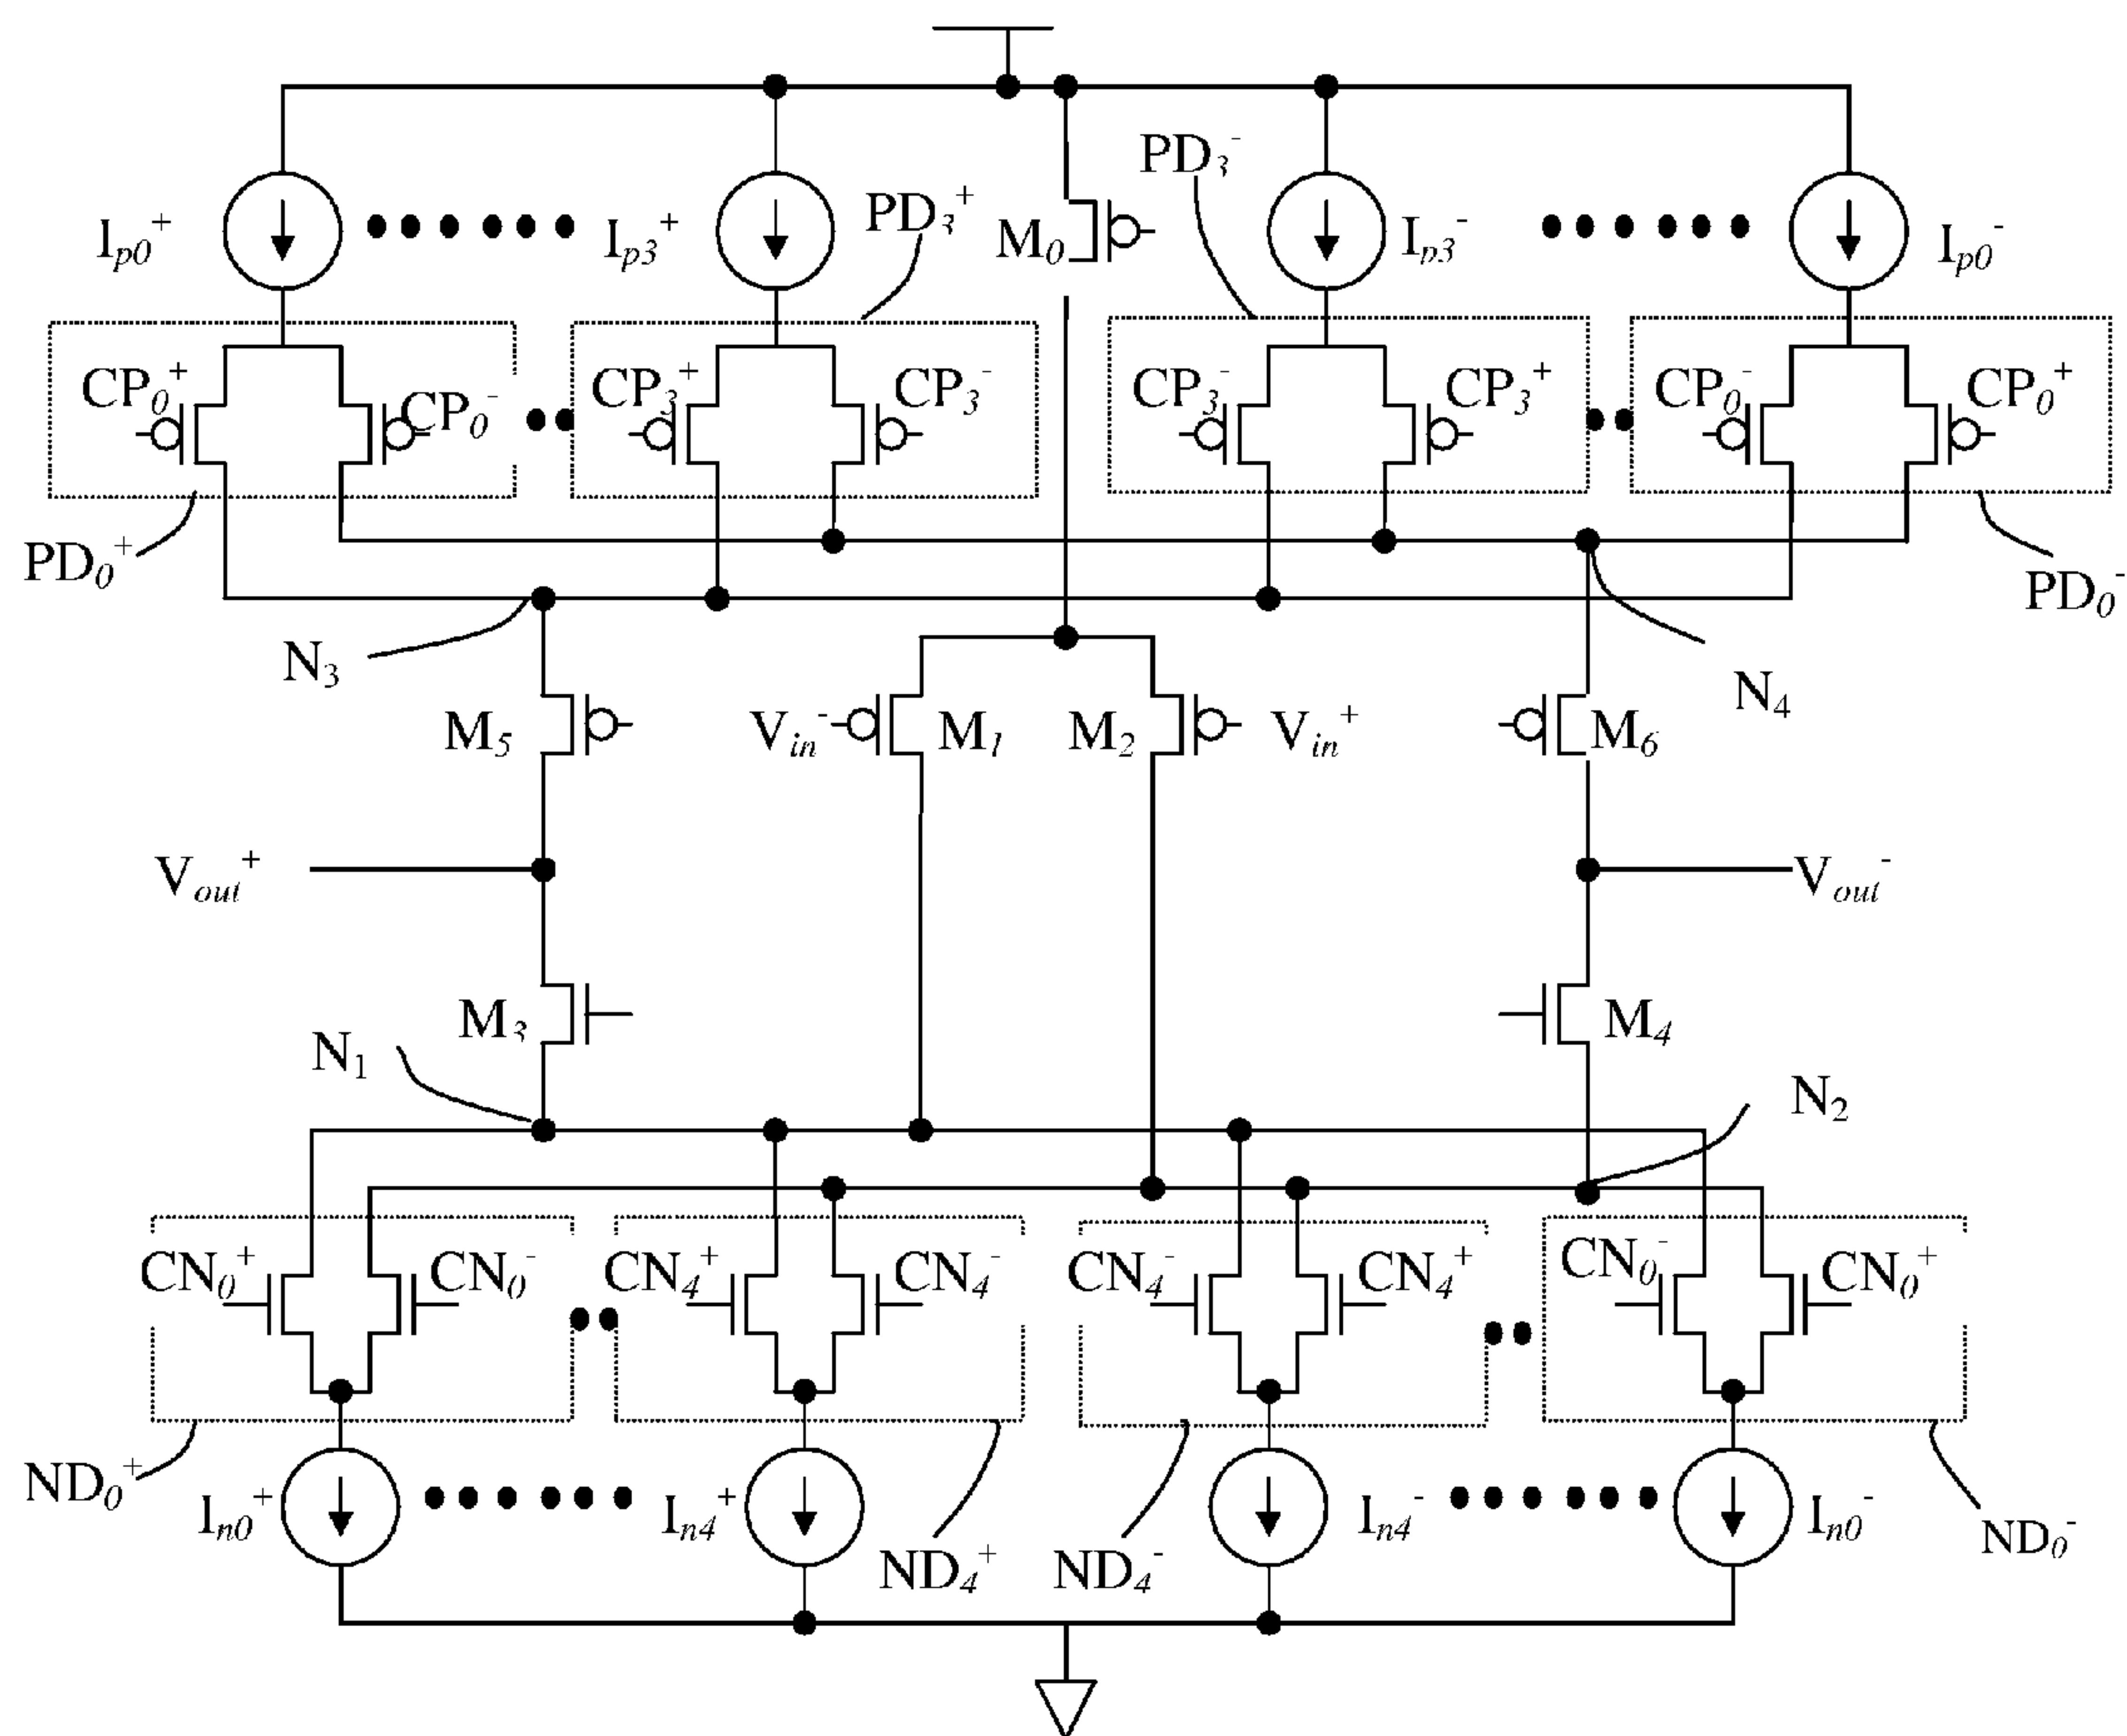 PD₃⁻
PD₃⁺
Iₚ₀⁺ Iₚ₃⁺ M₀ Iₚ₃⁻ Iₚ₀⁻
CP₀⁺ CP₀⁻ CP₃⁺ CP₃⁻ CP₃⁻ CP₃⁺ CP₀⁻ CP₀⁺
PD₀⁺ PD₀⁻
N₃ N₄
M₅ Vᵢₙ⁻ M₁ M₂ Vᵢₙ⁺ M₆
Vₒᵤₜ⁺ Vₒᵤₜ⁻
M₃ M₄
N₁ N₂
CN₀⁺ CN₀⁻ CN₄⁺ CN₄⁻ CN₄⁻ CN₄⁺ CN₀⁻ CN₀⁺
ND₀⁺ Iₙ₀⁺ Iₙ₄⁺ Iₙ₄⁻ Iₙ₀⁻ ND₀⁻
ND₄⁺ ND₄⁻